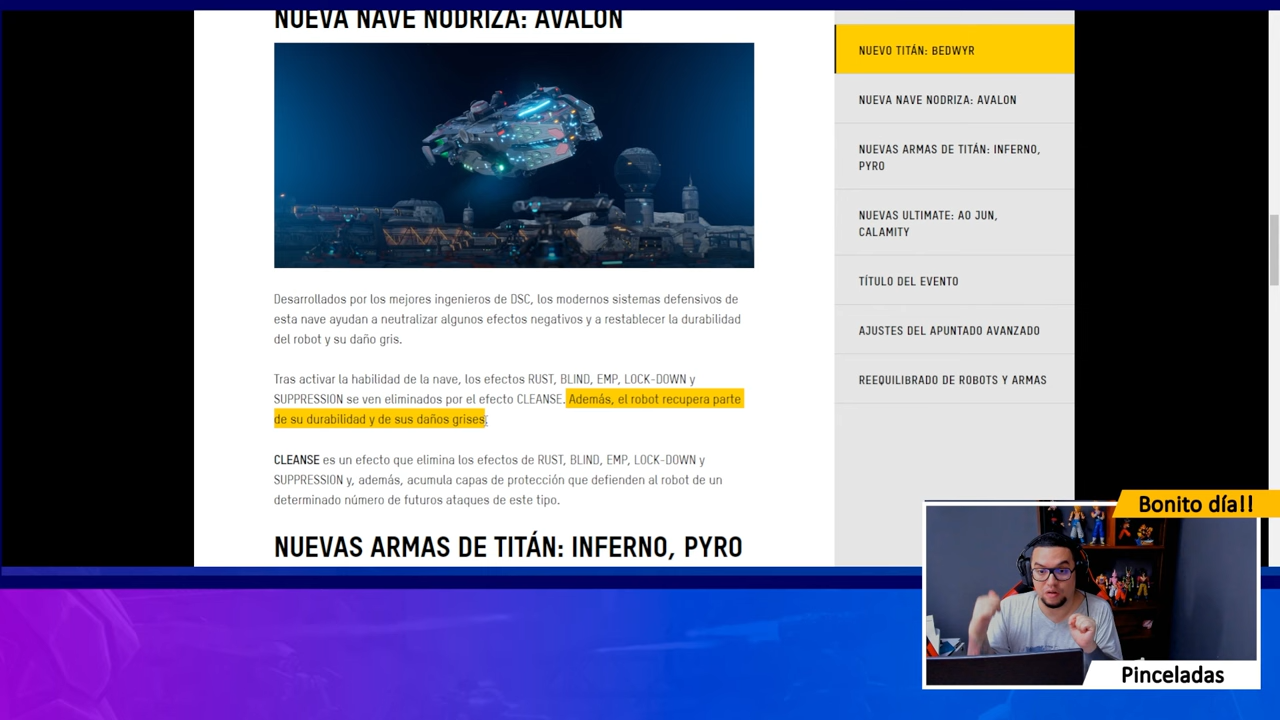 NUEVA NAVE NODRIZA: AVALON
Desarrollados por los mejores ingenieros de DSC, los modernos sistemas defensivos de
esta nave ayudan a neutralizar algunos efectos negativos y a restablecer la durabilidad
del robot y su daño gris.
Tras activar la habilidad de la nave, los efectos RUST, BLIND, EMP, LOCK-DOWN y
SUPPRESSION se ven eliminados por el efecto CLEANSE. Además, el robot recupera parte
de su durabilidad y de sus daños grises.
CLEANSE es un efecto que elimina los efectos de RUST, BLIND, EMP, LOCK-DOWN y
SUPPRESSION y, además, acumula capas de protección que defienden al robot de un
determinado número de futuros ataques de este tipo.
NUEVAS ARMAS DE TITÁN: INFERNO, PYRO
NUEVO TITÁN: BEDWYR
NUEVA NAVE NODRIZA: AVALON
NUEVAS ARMAS DE TITÁN: INFERNO,
PYRO
NUEVAS ULTIMATE: AO JUN,
CALAMITY
TÍTULO DEL EVENTO
AJUSTES DEL APUNTADO AVANZADO
REEQUILIBRADO DE ROBOTS Y ARMAS
Bonito día!!
Pinceladas